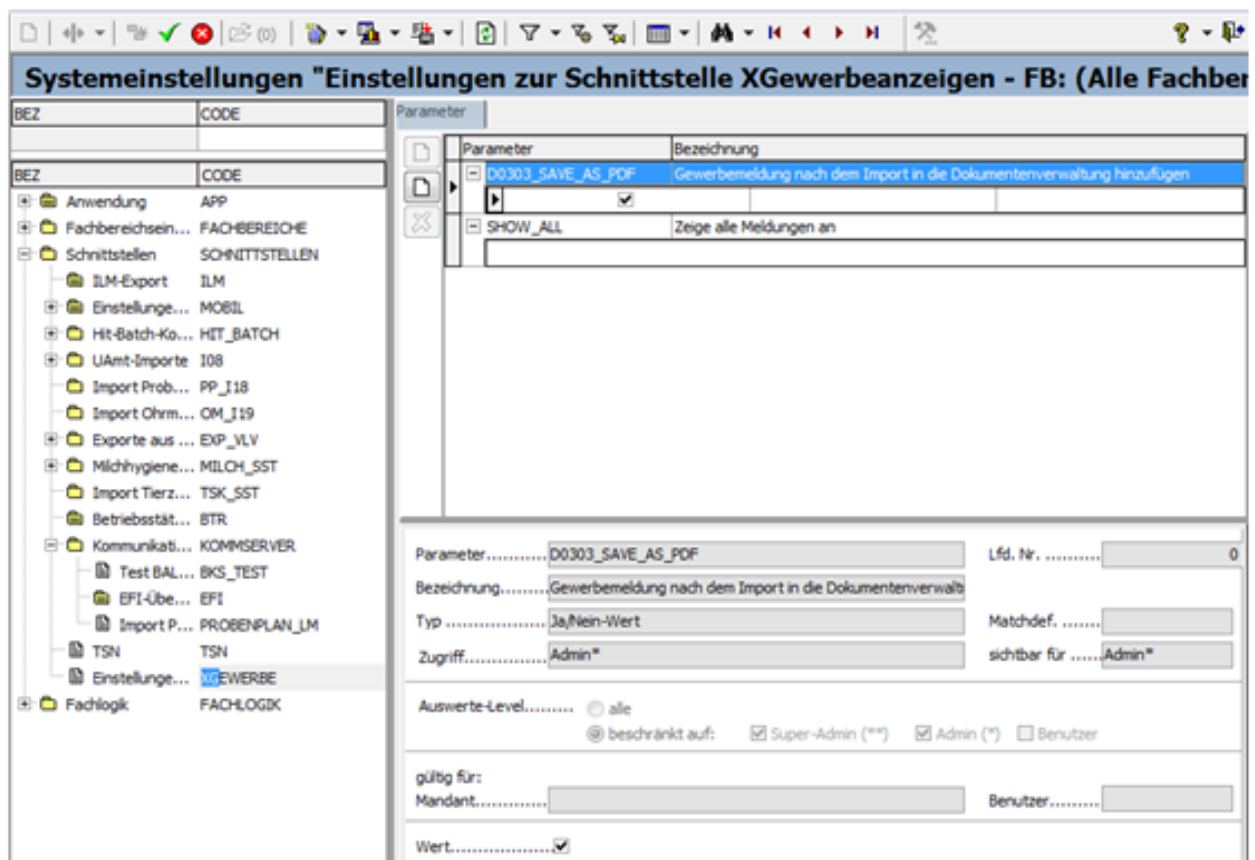 (0)
Systemeinstellungen "Einstellungen zur Schnittstelle XGewerbeanzeigen - FB: (Alle Fachber
BEZ CODE
BEZ CODE
Anwendung APP
Fachbereichsein... FACHBEREICHE
Schnittstellen SCHNITTSTELLEN
ILM-Export ILM
Einstellunge... MOBIL
Hit-Batch-Ko... HIT_BATCH
UAmt-Importe I08
Import Prob... PP_I18
Import Ohrm... OM_I19
Exporte aus ... EXP_VLV
Milchhygiene... MILCH_SST
Import Tierz... TSK_SST
Betriebsstät... BTR
Kommunikati... KOMMSERVER
Test BAL... BKS_TEST
EFI-Übe... EFI
Import P... PROBENPLAN_LM
TSN TSN
Einstellunge... XGEWERBE
Fachlogik FACHLOGIK
Parameter
Parameter Bezeichnung
D0303_SAVE_AS_PDF Gewerbemeldung nach dem Import in die Dokumentenverwaltung hinzufügen
SHOW_ALL Zeige alle Meldungen an
Parameter............D0303_SAVE_AS_PDF Lfd. Nr. ........... 0
Bezeichnung.........Gewerbemeldung nach dem Import in die Dokumentenverwalt
Typ ....................Ja/Nein-Wert Matchdef. ........
Zugriff.................Admin* sichtbar für ......Admin*
Auswerte-Level......... alle
beschränkt auf: Super-Admin (**) Admin (*) Benutzer
gültig für:
Mandant.............. Benutzer..........
Wert.......................